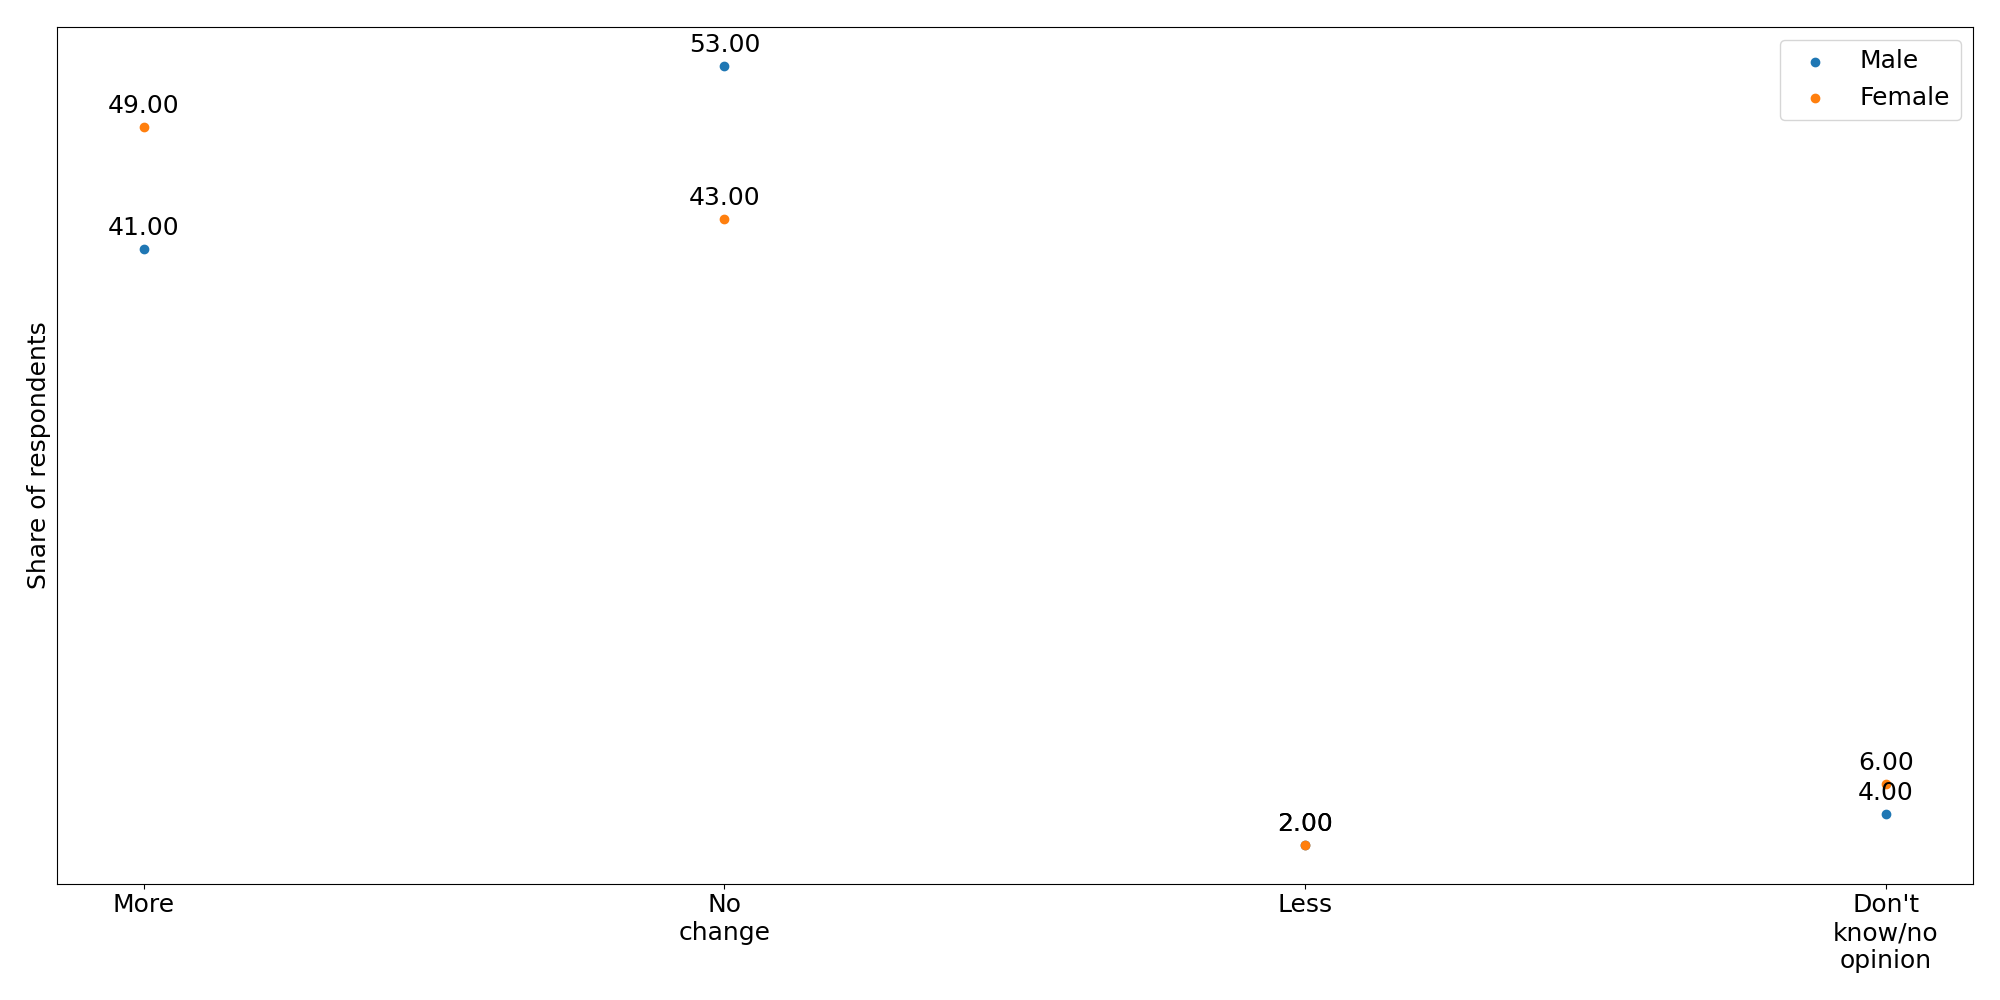 53.00
Male
Female
49.00
43.00
41.00
Share of respondents
6.00
4.00
2.00
More
No
change
Less
Don't
know/no
opinion